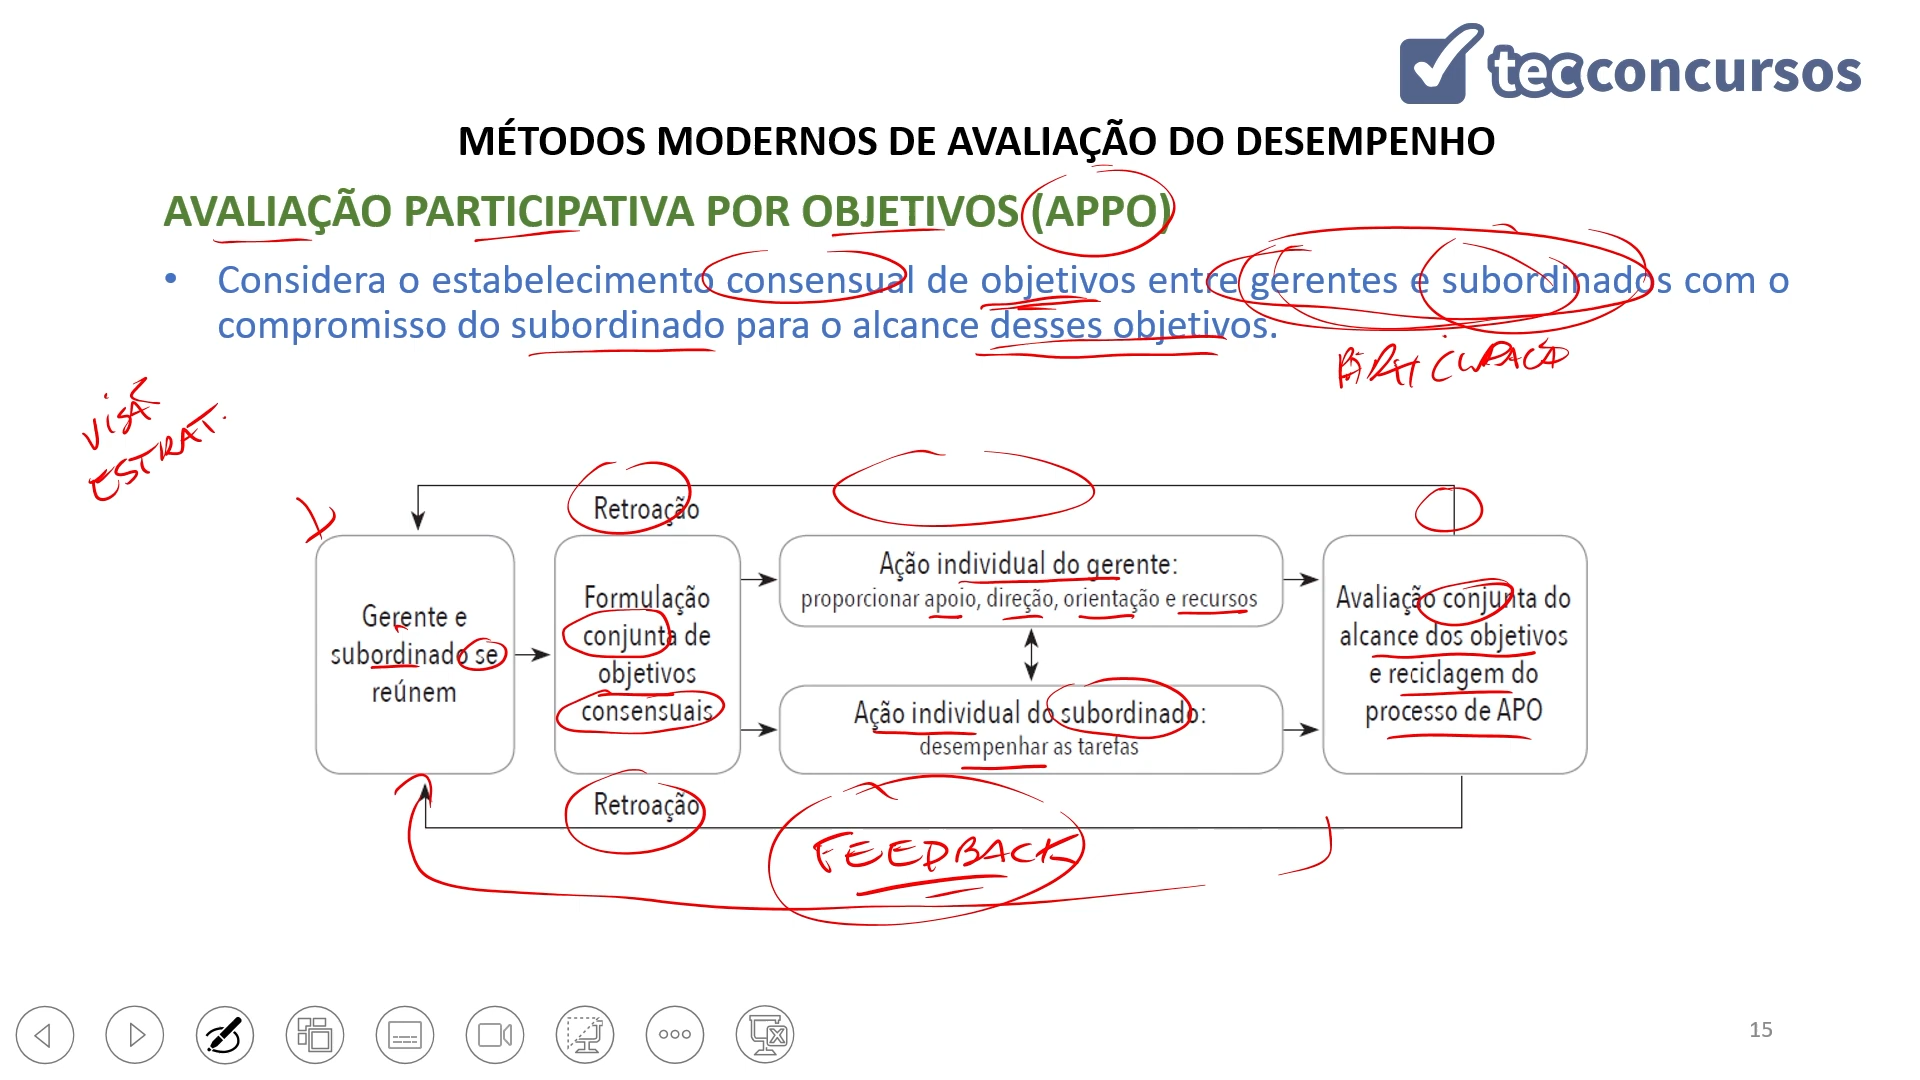 tecconcursos
MÉTODOS MODERNOS DE AVALIAÇÃO DO DESEMPENHO
AVALIAÇÃO PARTICIPATIVA POR OBJETIVOS (APPO)
• Considera o estabelecimento consensual de objetivos entre gerentes e subordinados com o
compromisso do subordinado para o alcance desses objetivos.
VISÃ
ESTRAT.
Retroação
Gerente e
subordinado se
reúnem
Formulação
conjunta de
objetivos
consensuais
Ação individual do gerente:
proporcionar apoio, direção, orientação e recursos
Ação individual do subordinado:
desempenhar as tarefas
Avaliação conjunta do
alcance dos objetivos
e reciclagem do
processo de APO
Retroação
FEEDBACK
15